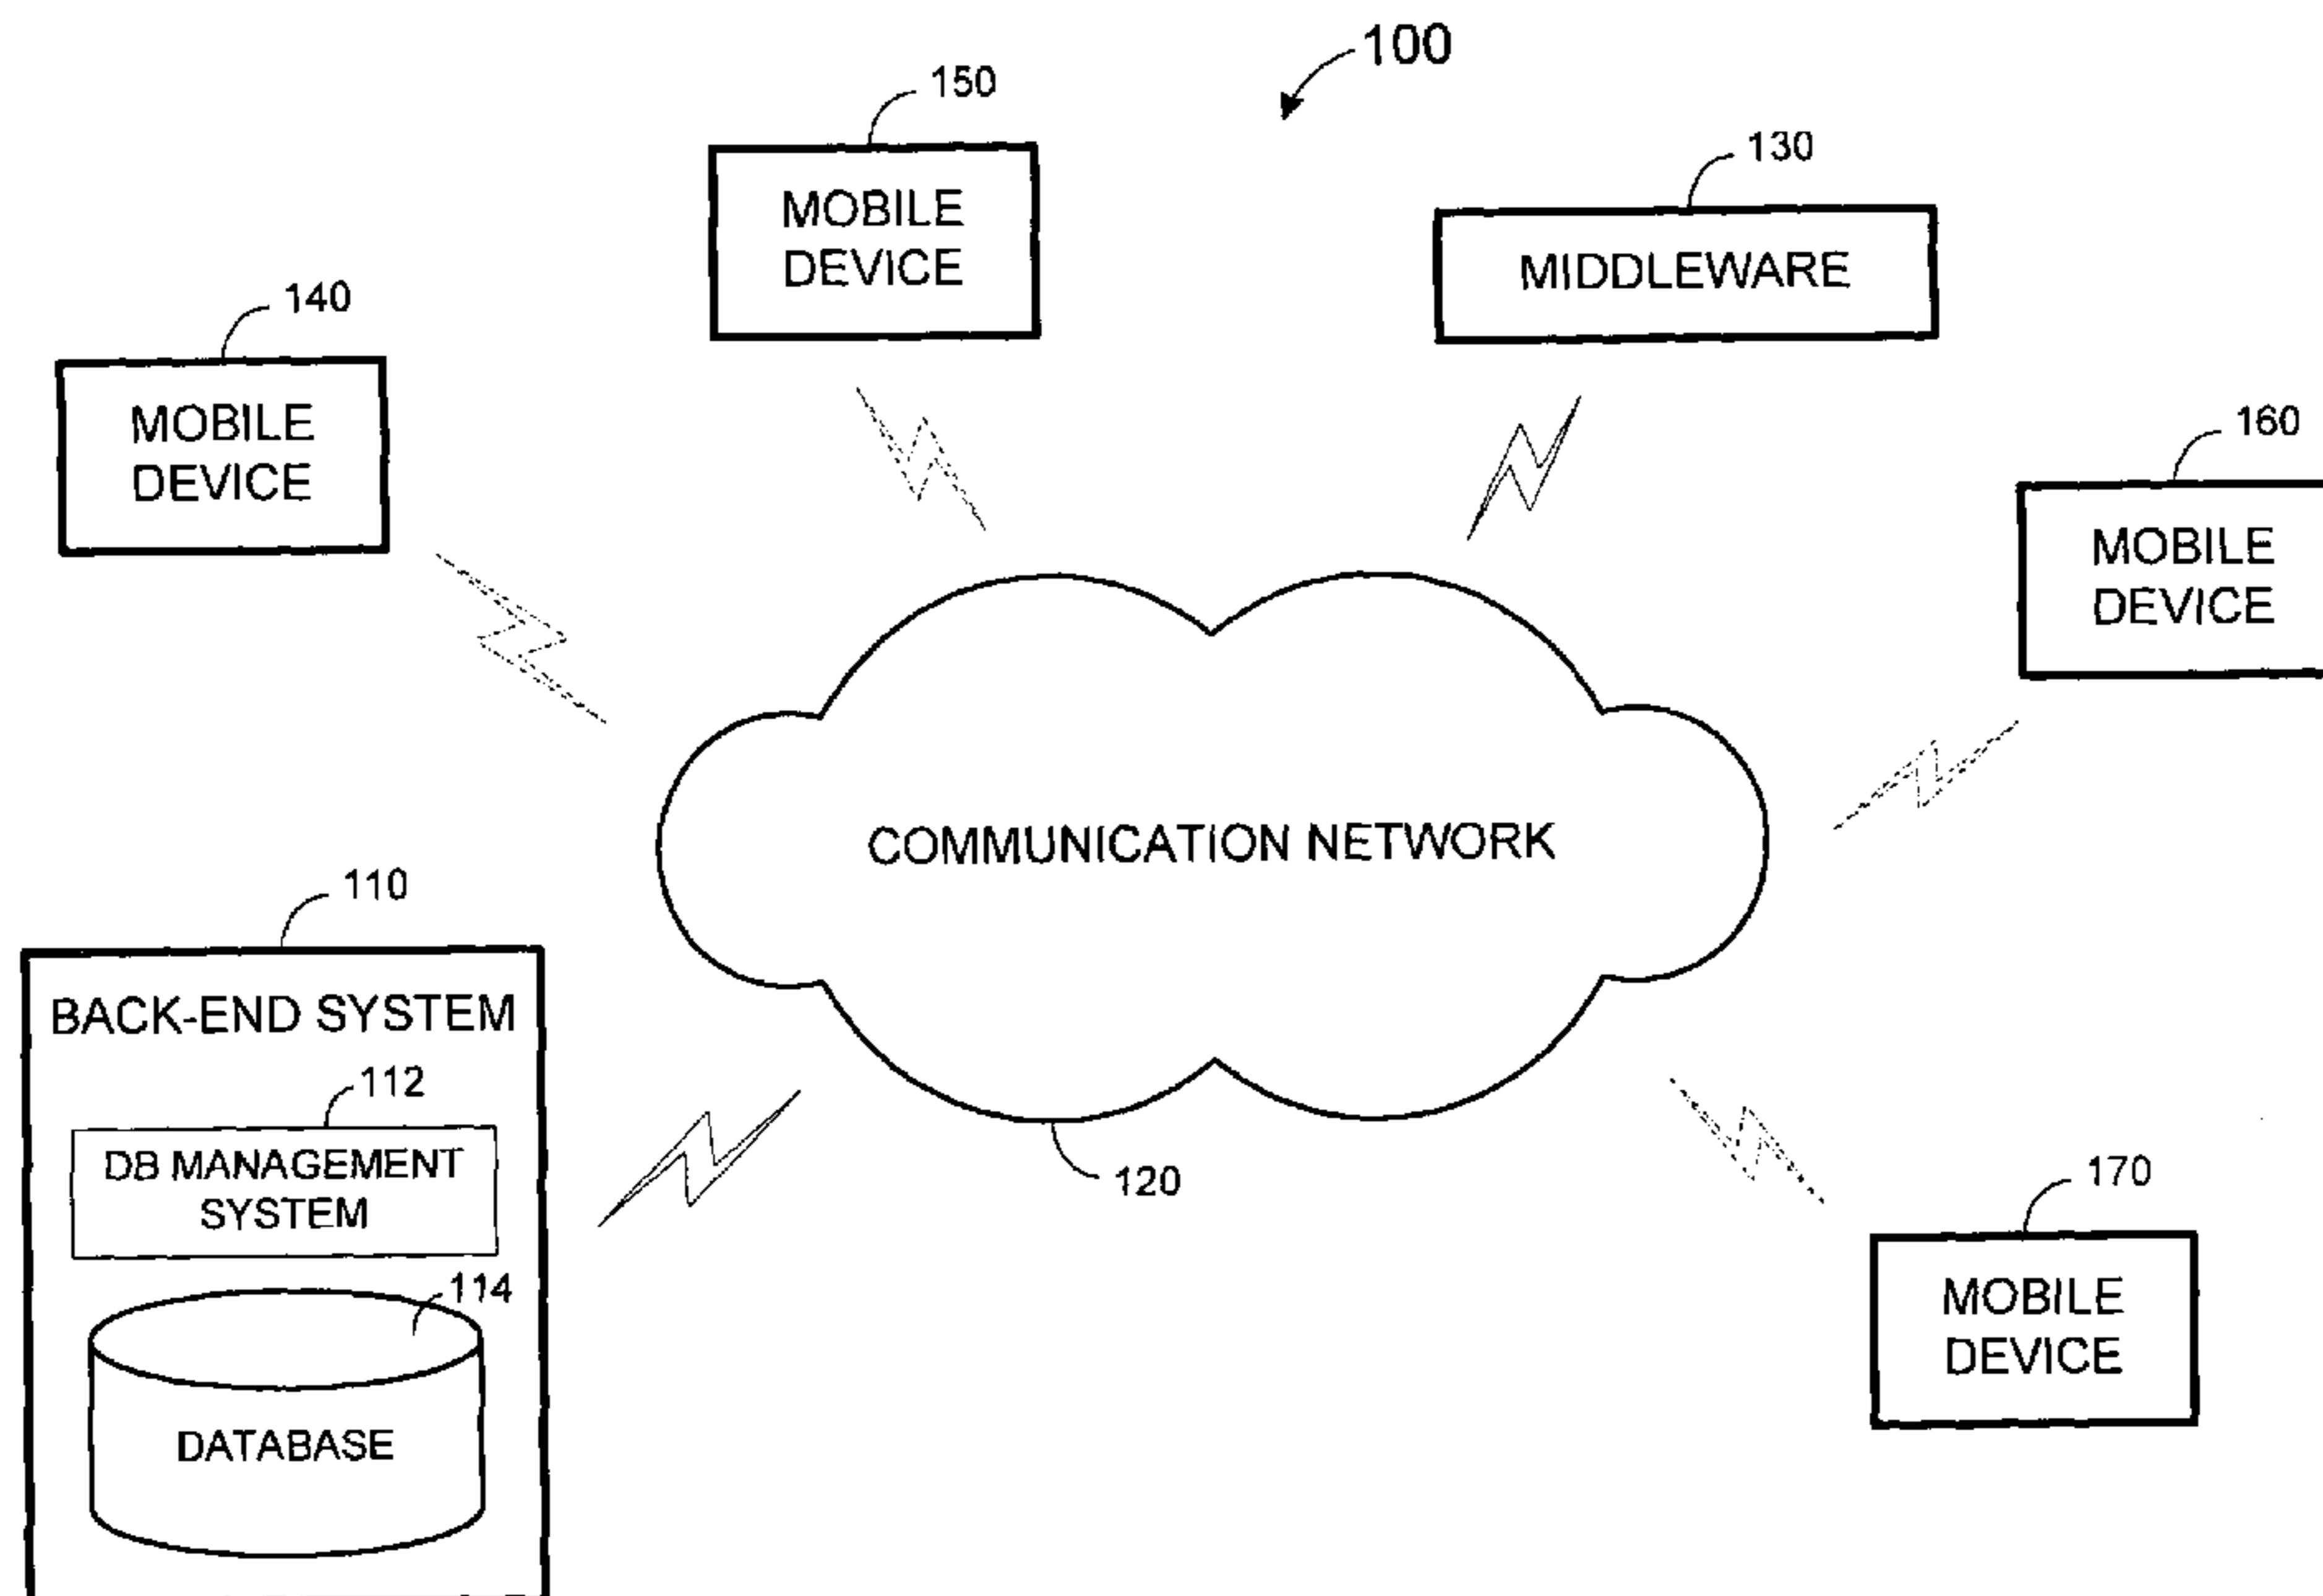 100
150
MOBILE
DEVICE
130
MIDDLEWARE
140
MOBILE
DEVICE
160
MOBILE
DEVICE
COMMUNICATION NETWORK
120
110
BACK-END SYSTEM
112
DB MANAGEMENT
SYSTEM
114
DATABASE
170
MOBILE
DEVICE